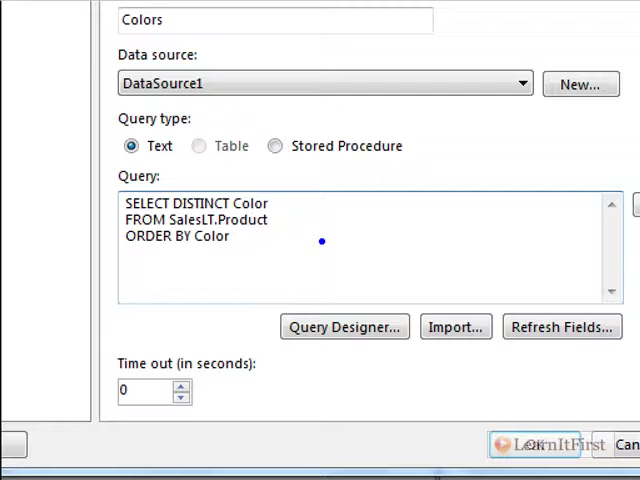 Colors
Data source:
DataSource1
New...
Query type:
Text
Table
Stored Procedure
Query:
SELECT DISTINCT Color
FROM SalesLT.Product
ORDER BY Color
Query Designer...
Import...
Refresh Fields...
Time out (in seconds):
0
LearnItFirst
Can